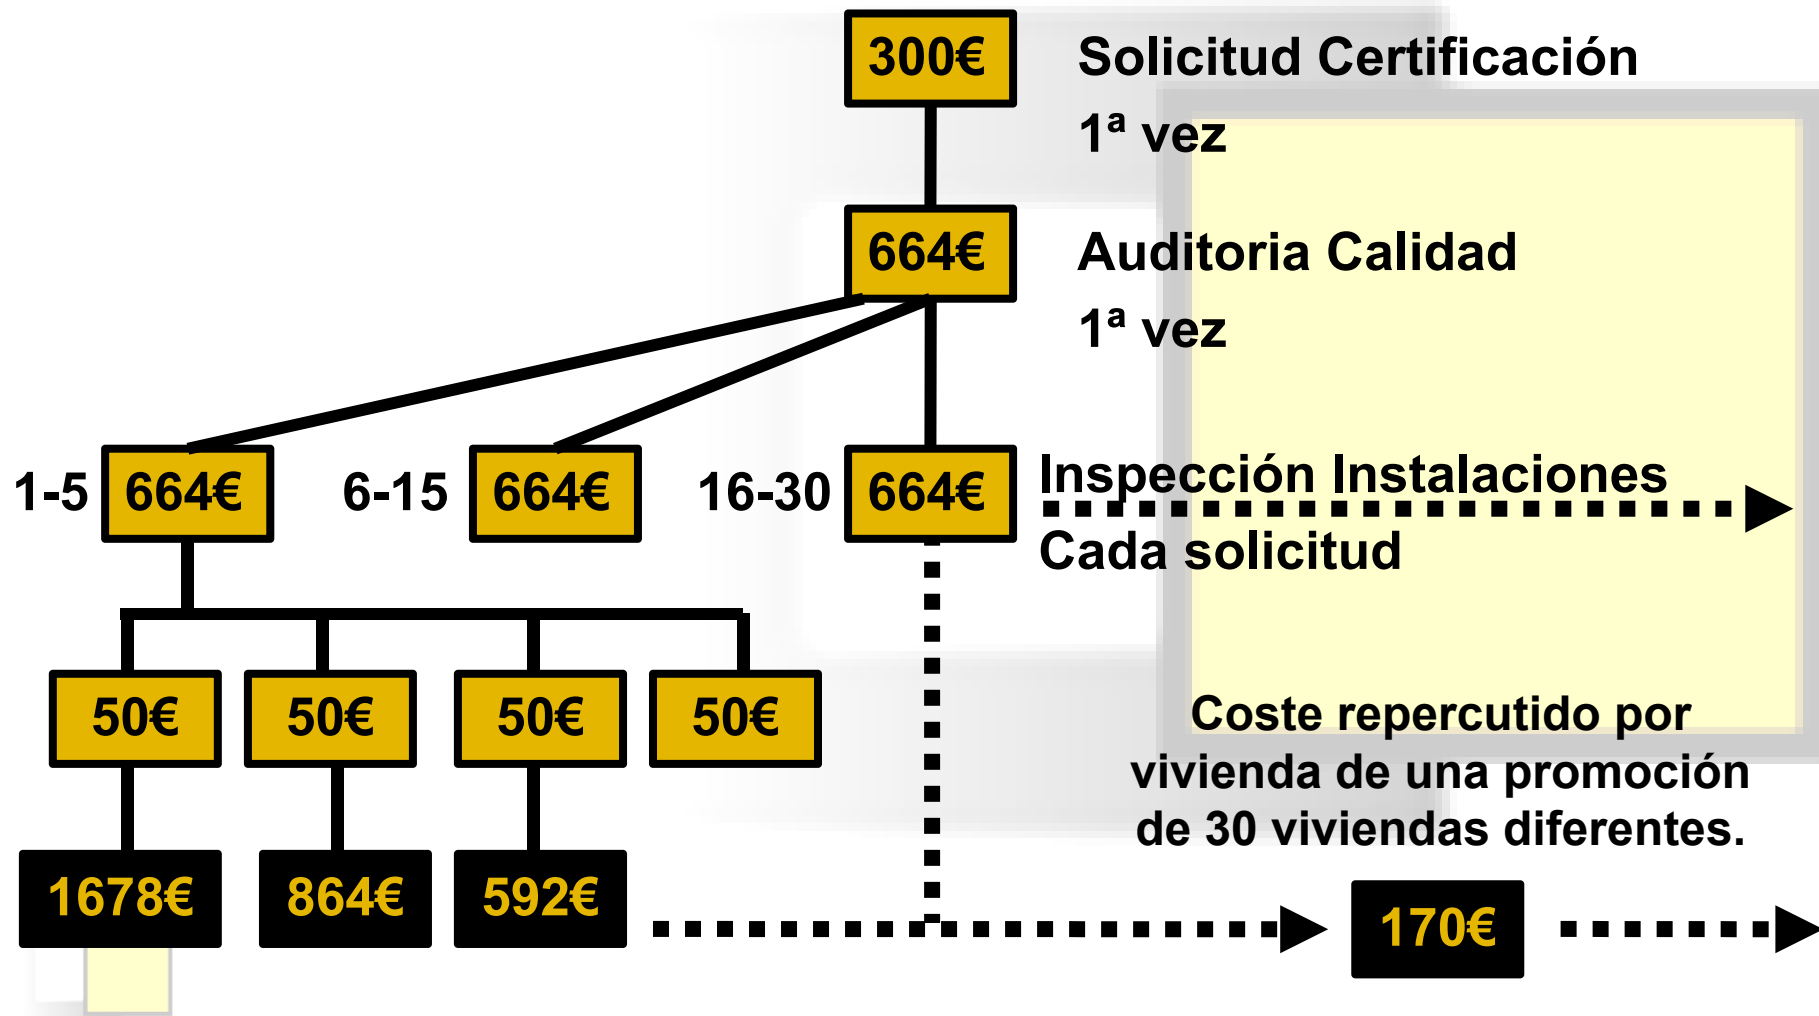 300€
Solicitud Certificación
1ª vez
664€
Auditoria Calidad
1ª vez
1-5 664€ 6-15 664€ 16-30 664€
Inspección Instalaciones
Cada solicitud
50€ 50€ 50€ 50€
Coste repercutido por
vivienda de una promoción
de 30 viviendas diferentes.
1678€ 864€ 592€ 170€